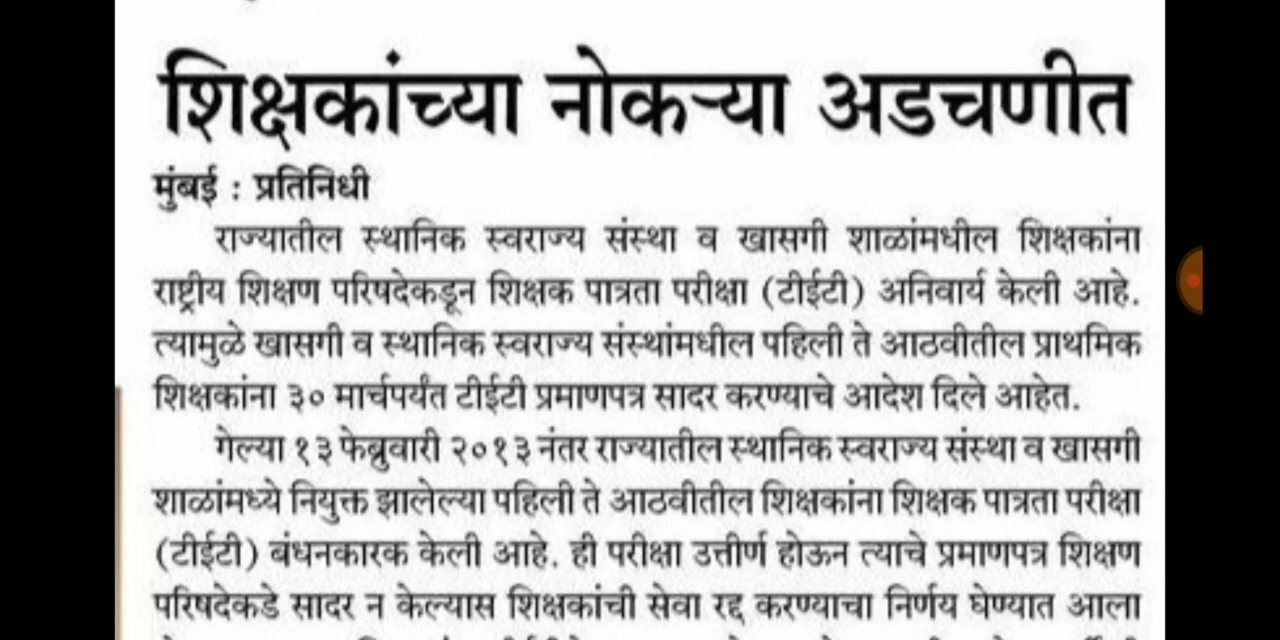 शिक्षकांच्या नोकऱ्या अडचणीत
मुंबई : प्रतिनिधी
राज्यातील स्थानिक स्वराज्य संस्था व खासगी शाळांमधील शिक्षकांना
राष्ट्रीय शिक्षण परिषदेकडून शिक्षक पात्रता परीक्षा (टीईटी) अनिवार्य केली आहे.
त्यामुळे खासगी व स्थानिक स्वराज्य संस्थांमधील पहिली ते आठवीतील प्राथमिक
शिक्षकांना ३० मार्चपर्यंत टीईटी प्रमाणपत्र सादर करण्याचे आदेश दिले आहेत.
गेल्या १३ फेब्रुवारी २०१३ नंतर राज्यातील स्थानिक स्वराज्य संस्था व खासगी
शाळांमध्ये नियुक्त झालेल्या पहिली ते आठवीतील शिक्षकांना शिक्षक पात्रता परीक्षा
(टीईटी) बंधनकारक केली आहे. ही परीक्षा उत्तीर्ण होऊन त्याचे प्रमाणपत्र शिक्षण
परिषदेकडे सादर न केल्यास शिक्षकांची सेवा रद्द करण्याचा निर्णय घेण्यात आला